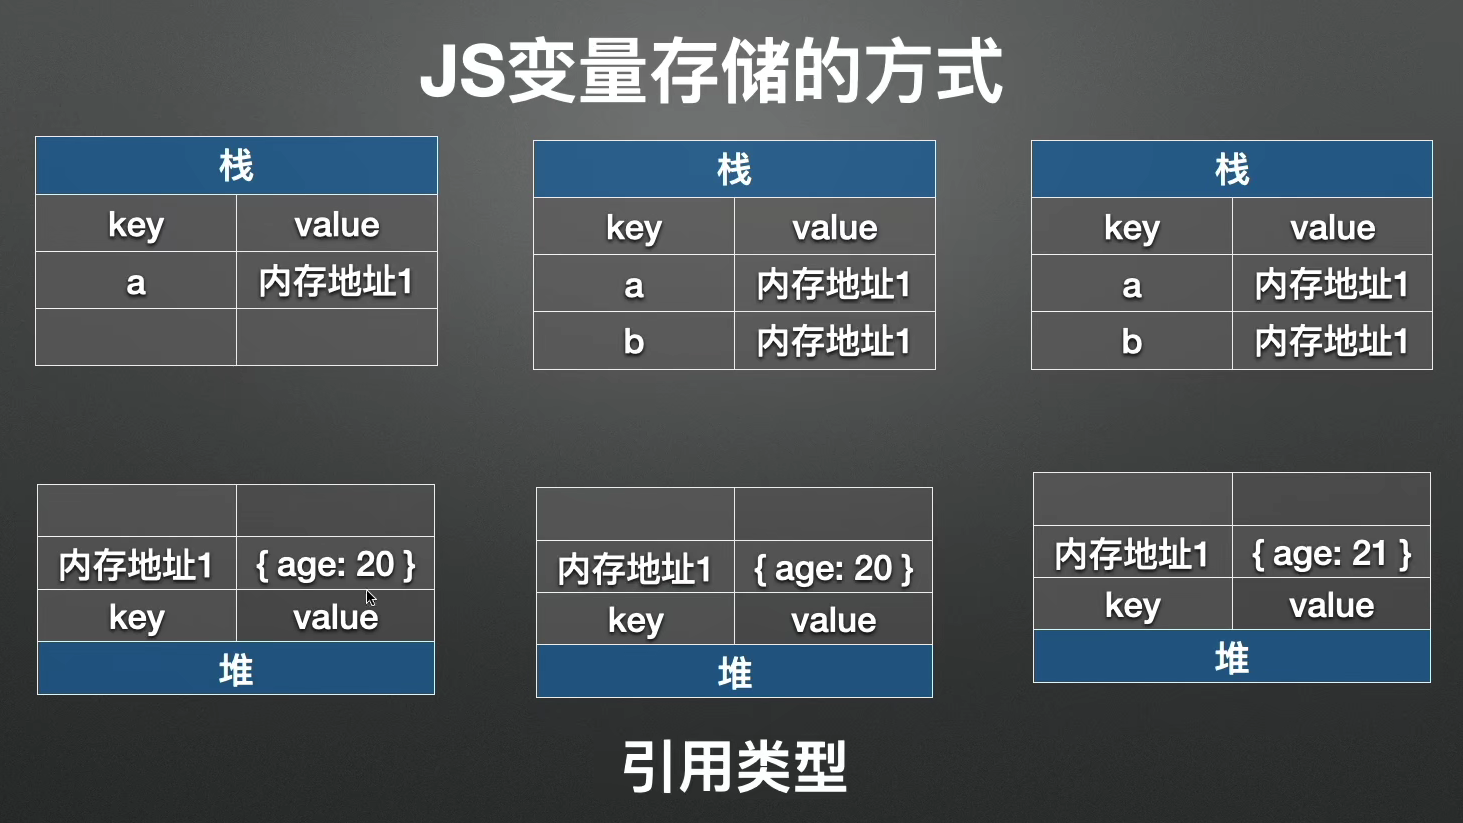 JS变量存储的方式
栈
key value
a 内存地址1
栈
key value
a 内存地址1
b 内存地址1
栈
key value
a 内存地址1
b 内存地址1
内存地址1 { age: 20 }
key value
堆
内存地址1 { age: 20 }
key value
堆
内存地址1 { age: 21 }
key value
堆
引用类型